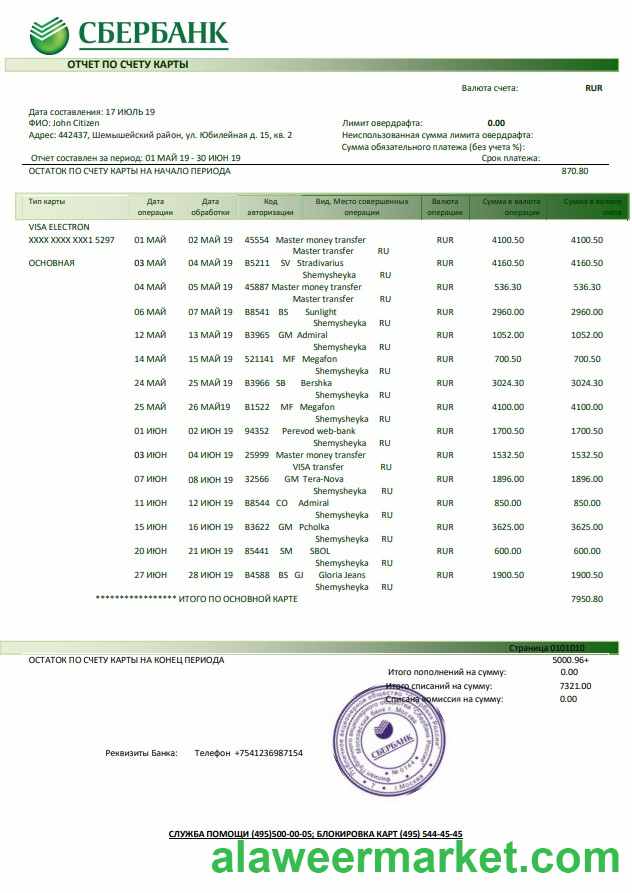 СБЕРБАНК
ОТЧЕТ ПО СЧЕТУ КАРТЫ
Валюта счета: RUR
Дата составления: 17 ИЮЛЬ 19
ФИО: John Citizen
Лимит овердрафта: 0.00
Адрес: 442437, Шемышейский район, ул. Юбилейная д. 15, кв. 2
Неиспользованная сумма лимита овердрафта:
Сумма обязательного платежа (без учета %):
Отчет составлен за период: 01 МАЙ 19 - 30 ИЮН 19
Срок платежа:
ОСТАТОК ПО СЧЕТУ КАРТЫ НА НАЧАЛО ПЕРИОДА 870.80
Тип карты Дата Дата Код Вид, Место совершенных Валюта Сумма в валюта Сумма в валюте
операции обработки авторизации операции операции операции счета
VISA ELECTRON
XXXX XXXX XXX1 5297 01 МАЙ 02 МАЙ 19 45554 Master money transfer RUR 4100.50 4100.50
Master transfer RU
ОСНОВНАЯ 03 МАЙ 04 МАЙ 19 B5211 SV Stradivarius RUR 4160.50 4160.50
Shemysheyka RU
04 МАЙ 05 МАЙ 19 45887 Master money transfer RUR 536.30 536.30
Master transfer RU
06 МАЙ 07 МАЙ 19 B8541 BS Sunlight RUR 2960.00 2960.00
Shemysheyka RU
12 МАЙ 13 МАЙ 19 B3965 GM Admiral RUR 1052.00 1052.00
Shemysheyka RU
14 МАЙ 15 МАЙ 19 521141 MF Megafon RUR 700.50 700.50
Shemysheyka RU
24 МАЙ 25 МАЙ 19 B3966 SB Bershka RUR 3024.30 3024.30
Shemysheyka RU
25 МАЙ 26 МАЙ19 B1522 MF Megafon RUR 4100.00 4100.00
Shemysheyka RU
01 ИЮН 02 ИЮН 19 94352 Perevod web-bank RUR 1700.50 1700.50
Shemysheyka RU
03 ИЮН 04 ИЮН 19 25999 Master money transfer RUR 1532.50 1532.50
VISA transfer RU
07 ИЮН 08 ИЮН 19 32566 GM Tera-Nova RUR 1896.00 1896.00
Shemysheyka RU
11 ИЮН 12 ИЮН 19 B8544 CO Admiral RUR 850.00 850.00
Shemysheyka RU
15 ИЮН 16 ИЮН 19 B3622 GM Pcholka RUR 3625.00 3625.00
Shemysheyka RU
20 ИЮН 21 ИЮН 19 85441 SM SBOL RUR 600.00 600.00
Shemysheyka RU
27 ИЮН 28 ИЮН 19 B4588 BS GJ Gloria Jeans RUR 1900.50 1900.50
Shemysheyka RU
***************** ИТОГО ПО ОСНОВНОЙ КАРТЕ 7950.80
Страница 0101010
ОСТАТОК ПО СЧЕТУ КАРТЫ НА КОНЕЦ ПЕРИОДА 5000.96+
Итого пополнений на сумму: 0.00
Итого списаний на сумму: 7321.00
Списана комиссия на сумму: 0.00
СБЕРБАНК
г.Москва
Реквизиты Банка: Телефон +7541236987154
СЛУЖБА ПОМОЩИ (495)500-00-05; БЛОКИРОВКА КАРТ (495) 544-45-45
alaweermarket.com